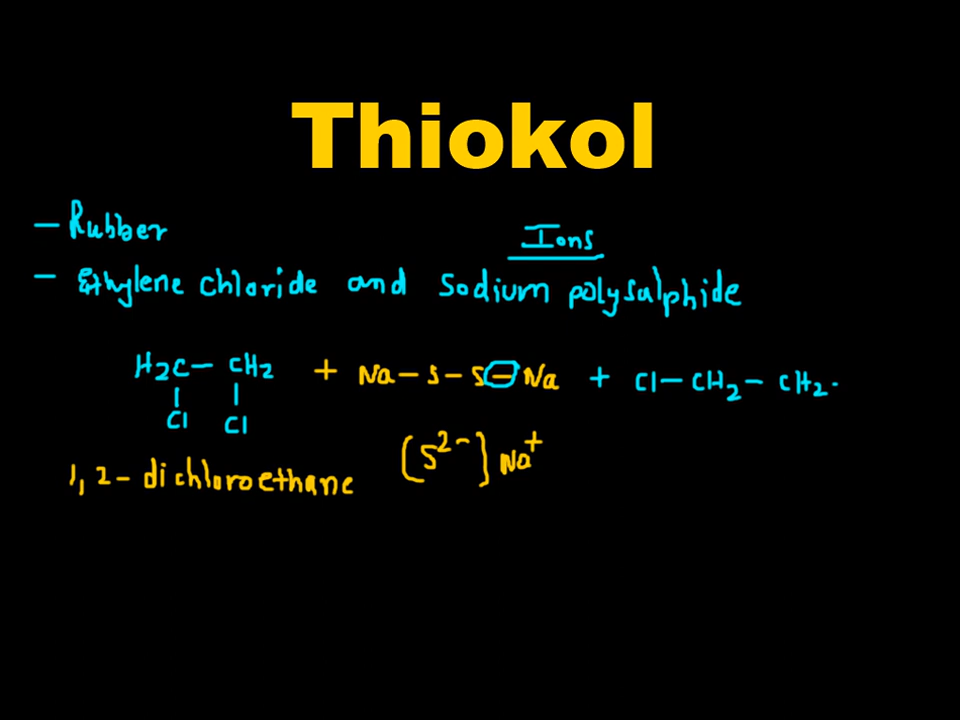 Thiokol
- Rubber
Ions
- Ethylene chloride and Sodium polysulphide
H2C - CH2 + Na - S - S - Na + Cl - CH2 - CH2 -
Cl Cl
1, 2 - dichloroethane [S2-] Na+